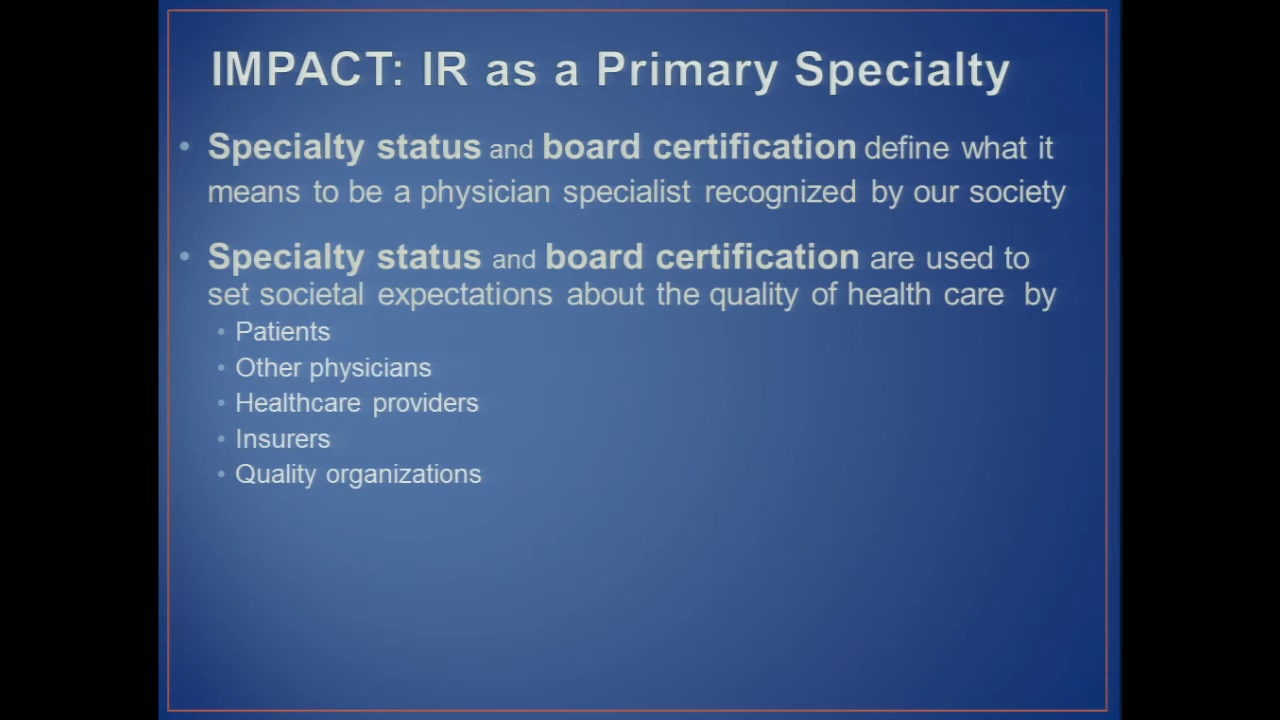 IMPACT: IR as a Primary Specialty
• Specialty status and board certification define what it
means to be a physician specialist recognized by our society
• Specialty status and board certification are used to
set societal expectations about the quality of health care by
• Patients
• Other physicians
• Healthcare providers
• Insurers
• Quality organizations